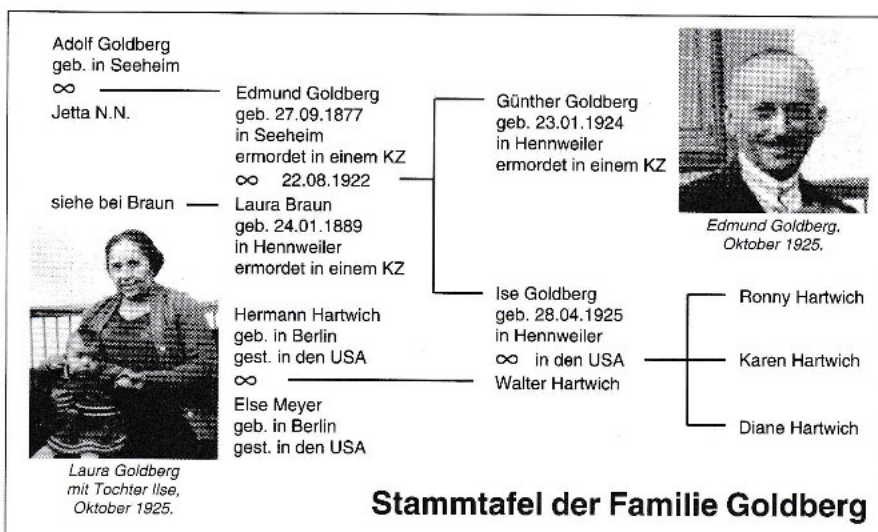 Adolf Goldberg
geb. in Seeheim
∞
Jetta N.N.
Edmund Goldberg
geb. 27.09.1877
in Seeheim
ermordet in einem KZ
∞ 22.08.1922
siehe bei Braun
Laura Braun
geb. 24.01.1889
in Hennweiler
ermordet in einem KZ
Günther Goldberg
geb. 23.01.1924
in Hennweiler
ermordet in einem KZ
Edmund Goldberg.
Oktober 1925.
Hermann Hartwich
geb. in Berlin
gest. in den USA
∞
Else Meyer
geb. in Berlin
gest. in den USA
Ise Goldberg
geb. 28.04.1925
in Hennweiler
∞ in den USA
Walter Hartwich
Ronny Hartwich
Karen Hartwich
Diane Hartwich
Laura Goldberg
mit Tochter Ilse,
Oktober 1925.
Stammtafel der Familie Goldberg